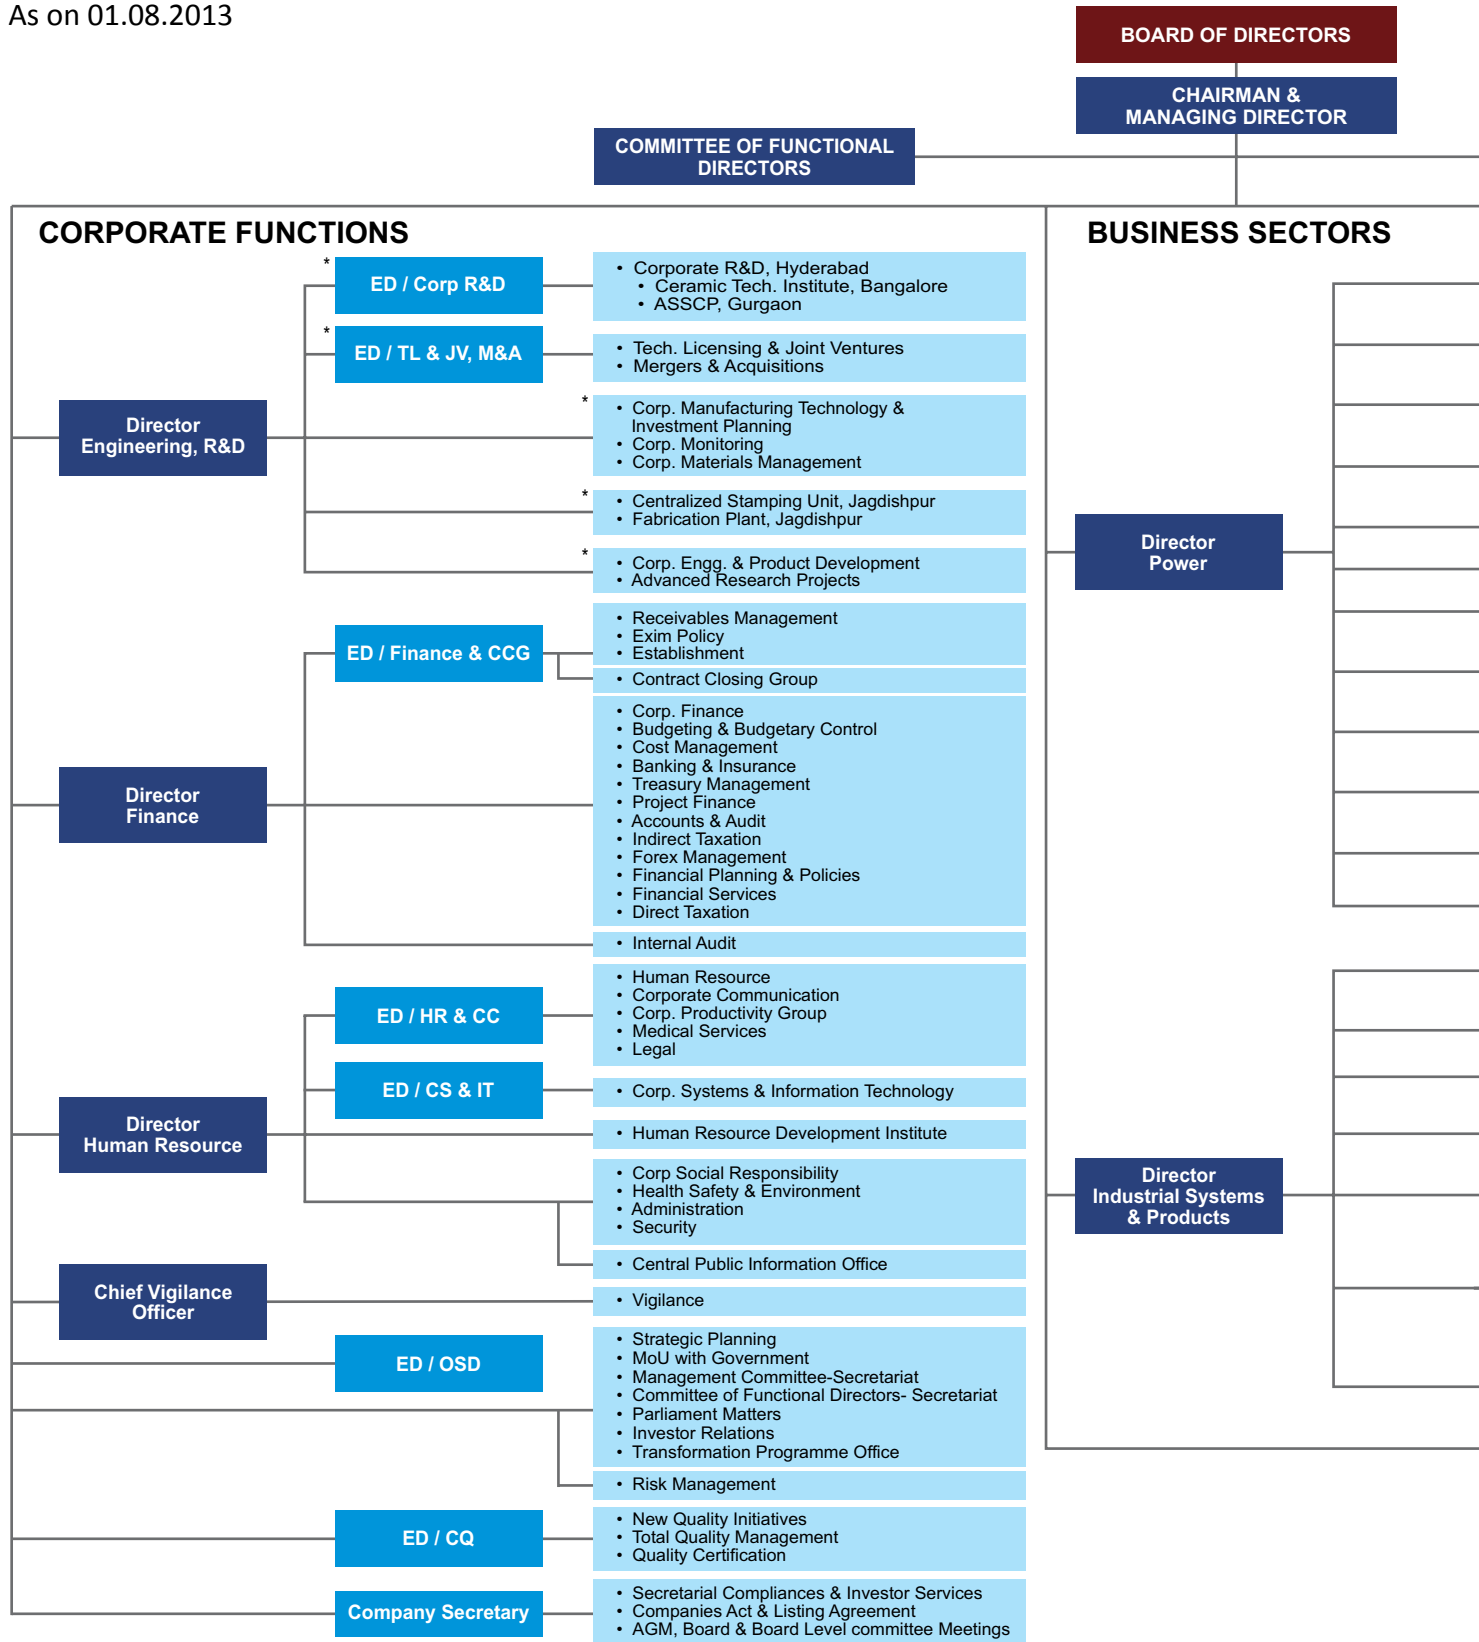 As on 01.08.2013
BOARD OF DIRECTORS
CHAIRMAN &
MANAGING DIRECTOR
COMMITTEE OF FUNCTIONAL
DIRECTORS
CORPORATE FUNCTIONS
*
ED / Corp R&D
• Corporate R&D, Hyderabad
• Ceramic Tech. Institute, Bangalore
• ASSCP, Gurgaon
*
ED / TL & JV, M&A
• Tech. Licensing & Joint Ventures
• Mergers & Acquisitions
Director
Engineering, R&D
*
• Corp. Manufacturing Technology &
Investment Planning
• Corp. Monitoring
• Corp. Materials Management
*
• Centralized Stamping Unit, Jagdishpur
• Fabrication Plant, Jagdishpur
*
• Corp. Engg. & Product Development
• Advanced Research Projects
ED / Finance & CCG
• Receivables Management
• Exim Policy
• Establishment
• Contract Closing Group
Director
Finance
• Corp. Finance
• Budgeting & Budgetary Control
• Cost Management
• Banking & Insurance
• Treasury Management
• Project Finance
• Accounts & Audit
• Indirect Taxation
• Forex Management
• Financial Planning & Policies
• Financial Services
• Direct Taxation
• Internal Audit
ED / HR & CC
• Human Resource
• Corporate Communication
• Corp. Productivity Group
• Medical Services
• Legal
ED / CS & IT
• Corp. Systems & Information Technology
Director
Human Resource
• Human Resource Development Institute
• Corp Social Responsibility
• Health Safety & Environment
• Administration
• Security
• Central Public Information Office
Chief Vigilance
Officer
• Vigilance
ED / OSD
• Strategic Planning
• MoU with Government
• Management Committee-Secretariat
• Committee of Functional Directors- Secretariat
• Parliament Matters
• Investor Relations
• Transformation Programme Office
• Risk Management
ED / CQ
• New Quality Initiatives
• Total Quality Management
• Quality Certification
Company Secretary
• Secretarial Compliances & Investor Services
• Companies Act & Listing Agreement
• AGM, Board & Board Level committee Meetings
BUSINESS SECTORS
Director
Power
Director
Industrial Systems
& Products